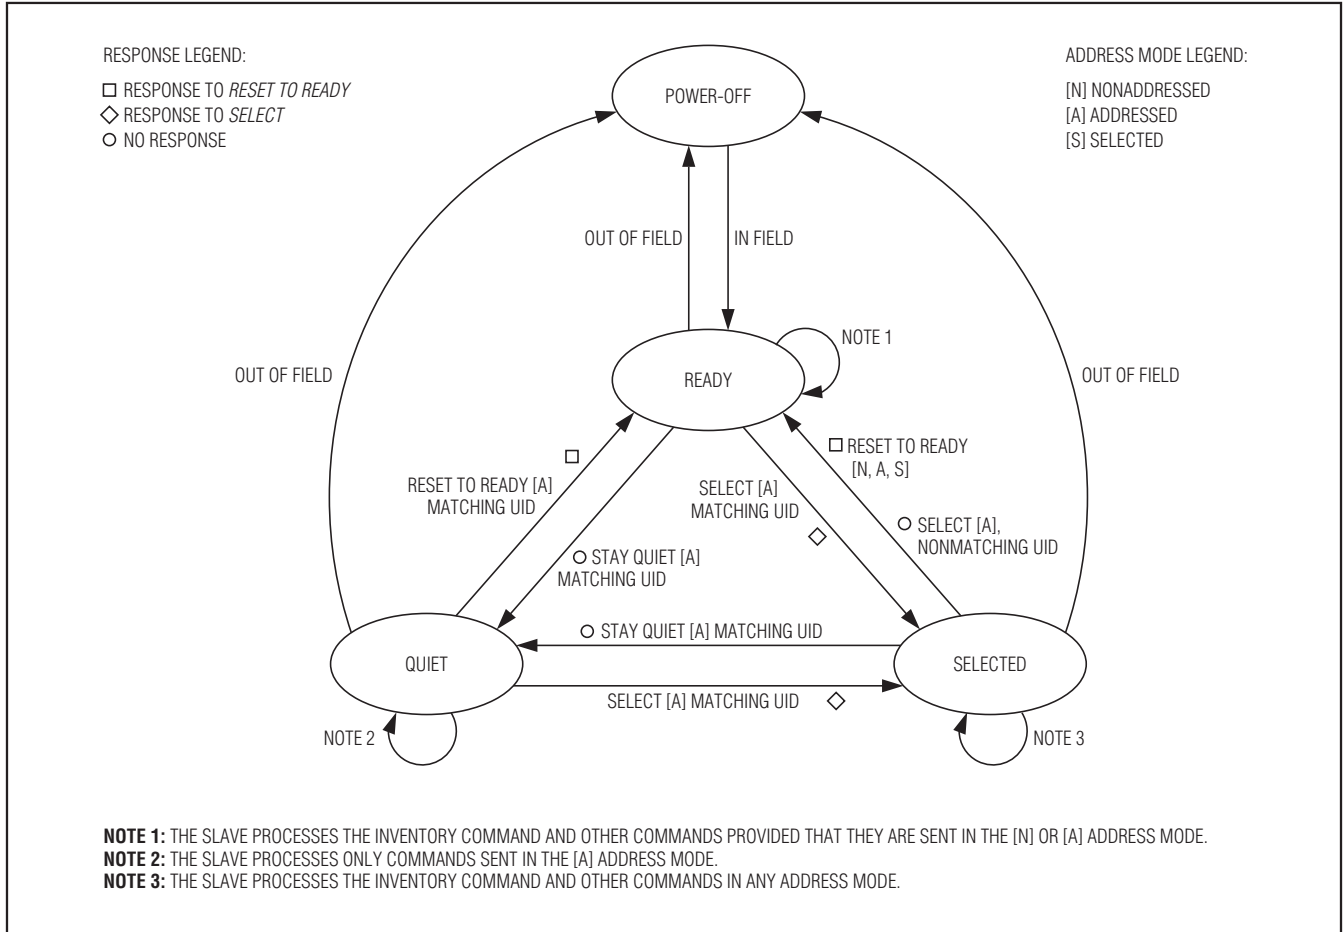 RESPONSE LEGEND:
RESPONSE TO RESET TO READY
RESPONSE TO SELECT
NO RESPONSE
ADDRESS MODE LEGEND:
[N] NONADDRESSED
[A] ADDRESSED
[S] SELECTED
POWER-OFF
OUT OF FIELD
IN FIELD
NOTE 1
READY
OUT OF FIELD
OUT OF FIELD
RESET TO READY [A]
MATCHING UID
STAY QUIET [A]
MATCHING UID
SELECT [A]
MATCHING UID
RESET TO READY
[N, A, S]
SELECT [A],
NONMATCHING UID
STAY QUIET [A] MATCHING UID
QUIET
SELECTED
SELECT [A] MATCHING UID
NOTE 2
NOTE 3
NOTE 1: THE SLAVE PROCESSES THE INVENTORY COMMAND AND OTHER COMMANDS PROVIDED THAT THEY ARE SENT IN THE [N] OR [A] ADDRESS MODE.
NOTE 2: THE SLAVE PROCESSES ONLY COMMANDS SENT IN THE [A] ADDRESS MODE.
NOTE 3: THE SLAVE PROCESSES THE INVENTORY COMMAND AND OTHER COMMANDS IN ANY ADDRESS MODE.